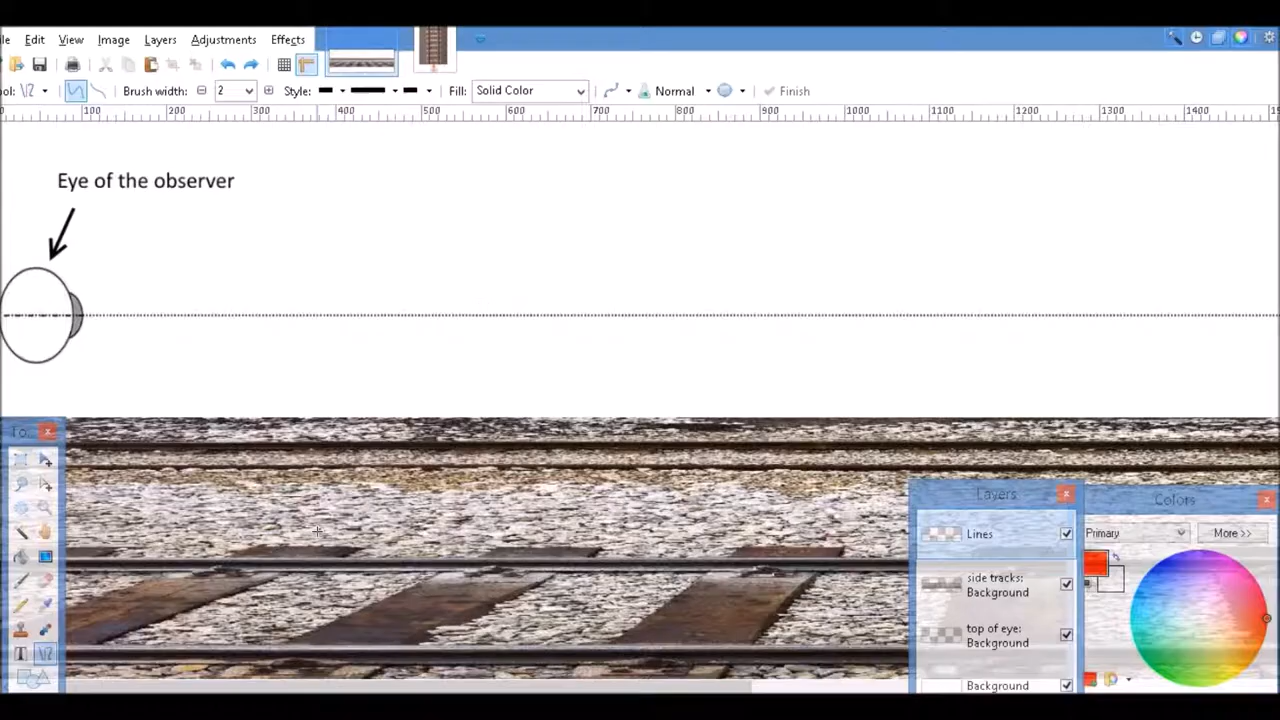 Edit View Image Layers Adjustments Effects
Brush width: 2 Style: Fill: Solid Color Normal Finish
100 200 300 400 500 600 700 800 900 1000 1100 1200 1300 1400
Eye of the observer
Layers
Lines
side tracks:
Background
top of eye:
Background
Background
Colors
Primary More >>
T